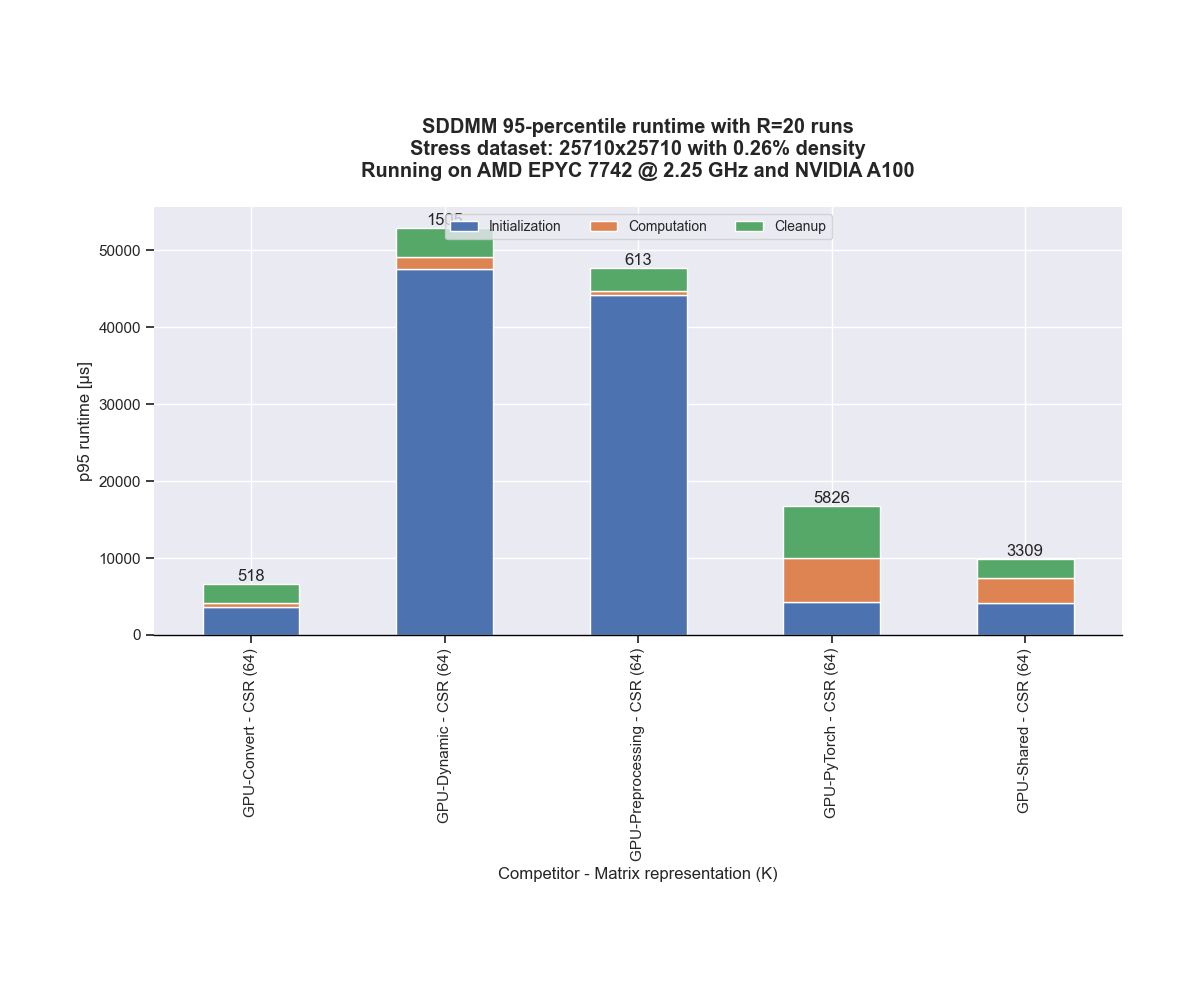 SDDMM 95-percentile runtime with R=20 runs
Stress dataset: 25710x25710 with 0.26% density
Running on AMD EPYC 7742 @ 2.25 GHz and NVIDIA A100
Initialization Computation Cleanup
1505
613
5826
3309
518
p95 runtime [µs]
50000
40000
30000
20000
10000
0
GPU-Convert - CSR (64)
GPU-Dynamic - CSR (64)
GPU-Preprocessing - CSR (64)
GPU-PyTorch - CSR (64)
GPU-Shared - CSR (64)
Competitor - Matrix representation (K)